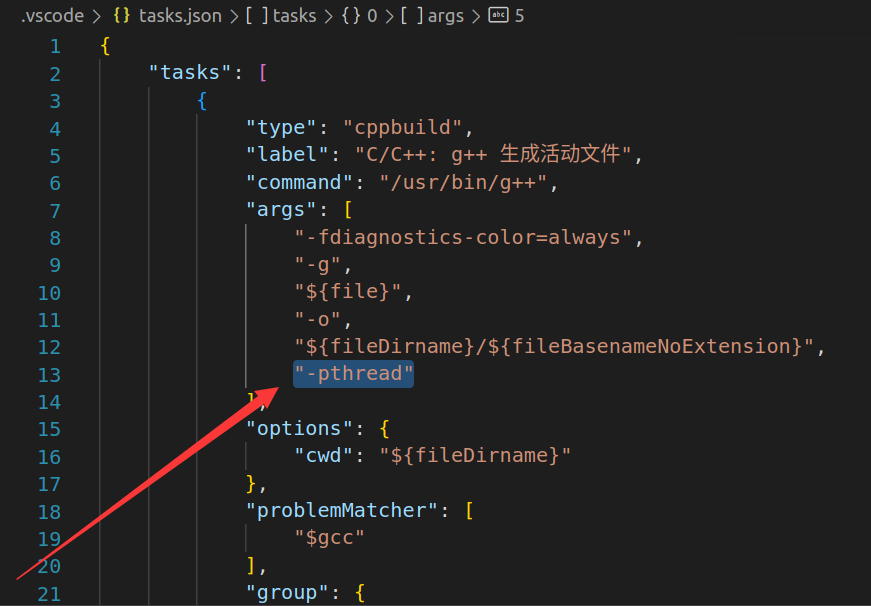 .vscode > {} tasks.json > [ ] tasks > {} 0 > [ ] args > abc 5
1 {
2 "tasks": [
3 {
4 "type": "cppbuild",
5 "label": "C/C++: g++ 生成活动文件",
6 "command": "/usr/bin/g++",
7 "args": [
8 "-fdiagnostics-color=always",
9 "-g",
10 "${file}",
11 "-o",
12 "${fileDirname}/${fileBasenameNoExtension}",
13 "-pthread"
14 ],
15 "options": {
16 "cwd": "${fileDirname}"
17 },
18 "problemMatcher": [
19 "$gcc"
20 ],
21 "group": {